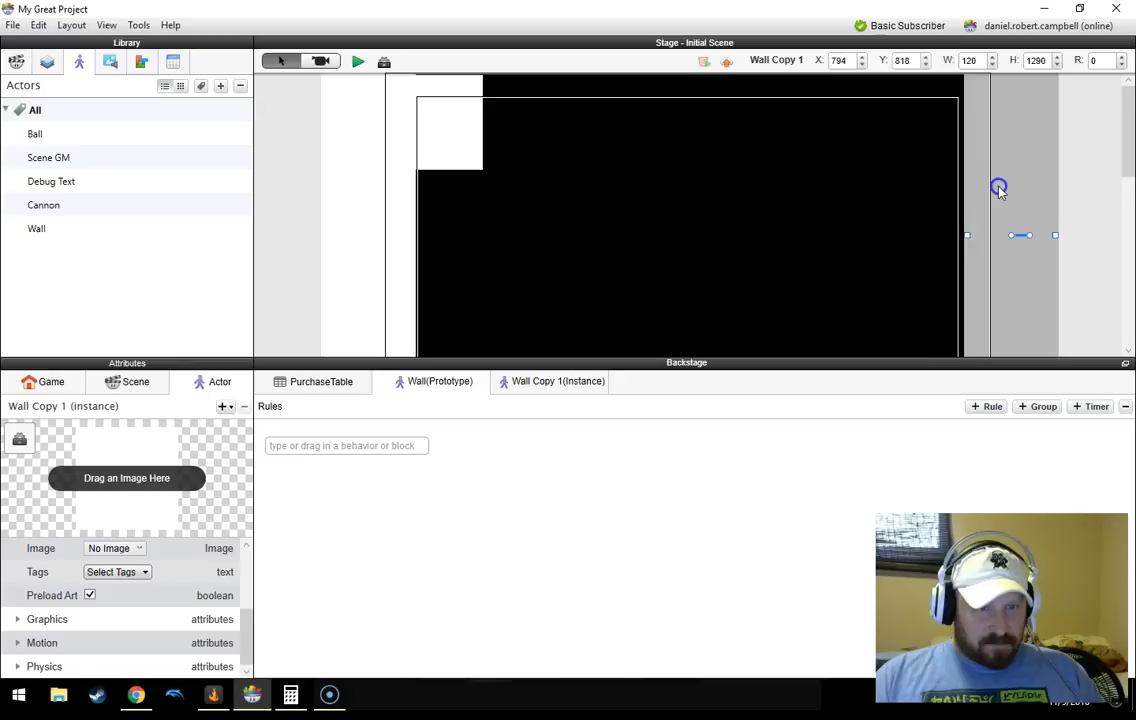 My Great Project
File Edit Layout View Tools Help
Basic Subscriber daniel.robert.campbell (online)
Library
Stage - Initial Scene
Wall Copy 1 X: 794 Y: 818 W: 120 H: 1290 R: 0
Actors
All
Ball
Scene GM
Debug Text
Cannon
Wall
Attributes
Backstage
Game Scene Actor
PurchaseTable Wall(Prototype) Wall Copy 1(Instance)
Wall Copy 1 (instance)
Rules
+ Rule + Group + Timer
type or drag in a behavior or block
Drag an Image Here
Image No Image Image
Tags Select Tags text
Preload Art boolean
Graphics attributes
Motion attributes
Physics attributes